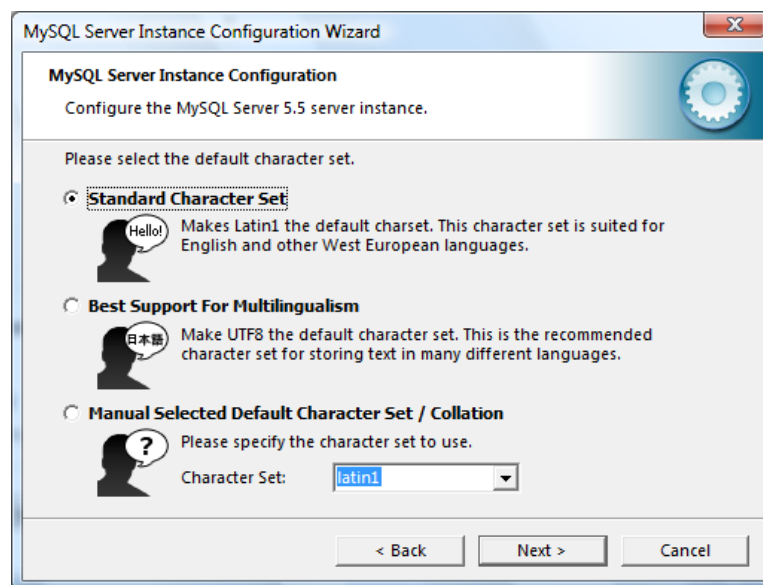 MySQL Server Instance Configuration Wizard
MySQL Server Instance Configuration
Configure the MySQL Server 5.5 server instance.
Please select the default character set.
Standard Character Set
Hello!
Makes Latin1 the default charset. This character set is suited for
English and other West European languages.
Best Support For Multilingualism
日本語
Make UTF8 the default character set. This is the recommended
character set for storing text in many different languages.
Manual Selected Default Character Set / Collation
?
Please specify the character set to use.
Character Set:
latin1
< Back
Next >
Cancel